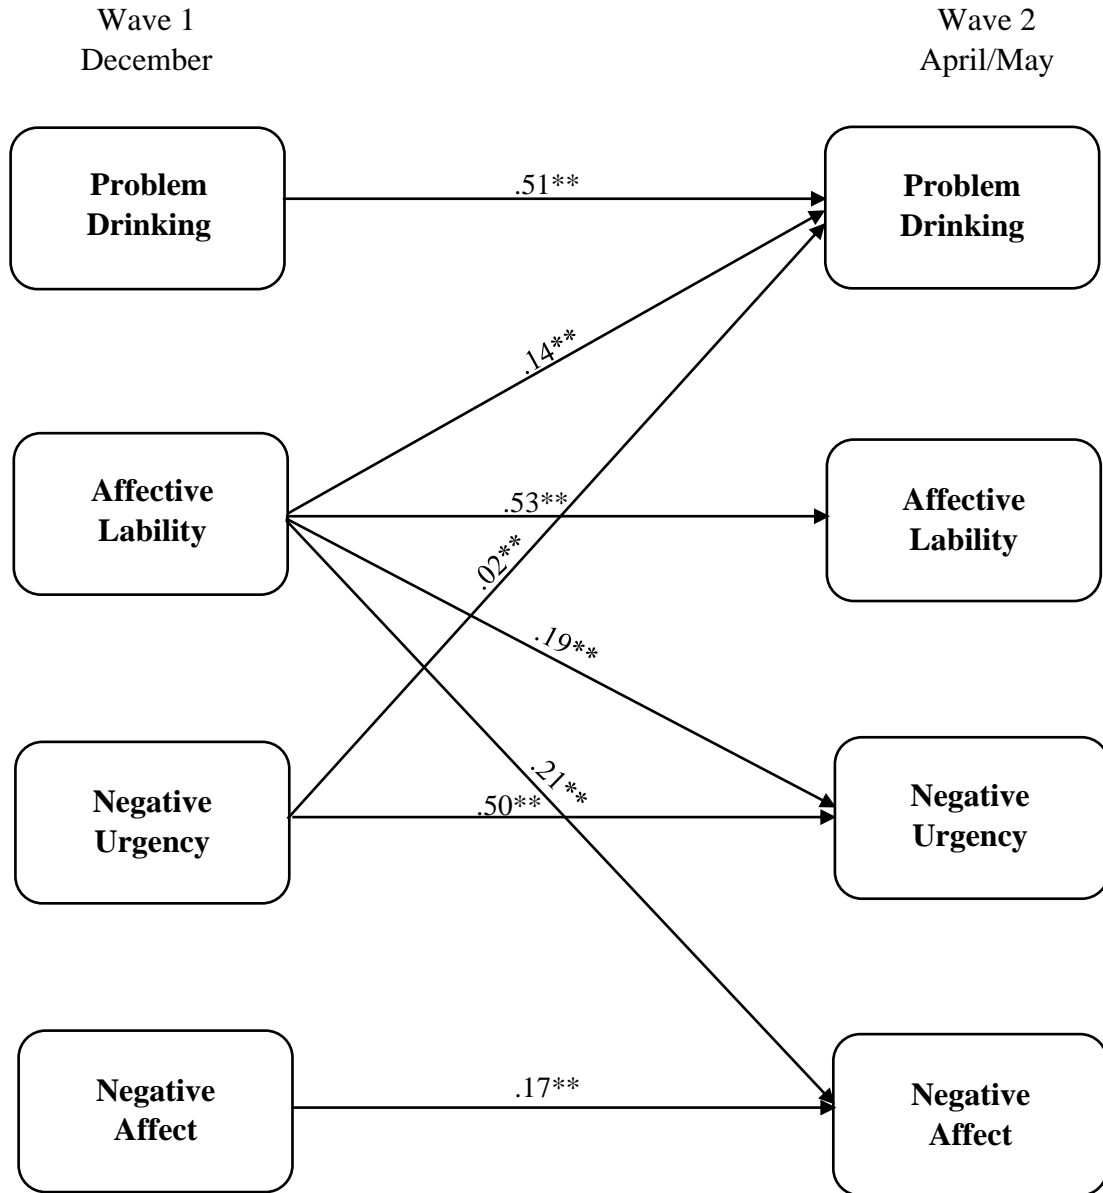 Wave 1
December
Wave 2
April/May
Problem
Drinking
.51**
Problem
Drinking
.14**
Affective
Lability
.53**
Affective
Lability
.02**
.19**
Negative
Urgency
.21**
.50**
Negative
Urgency
Negative
Affect
.17**
Negative
Affect